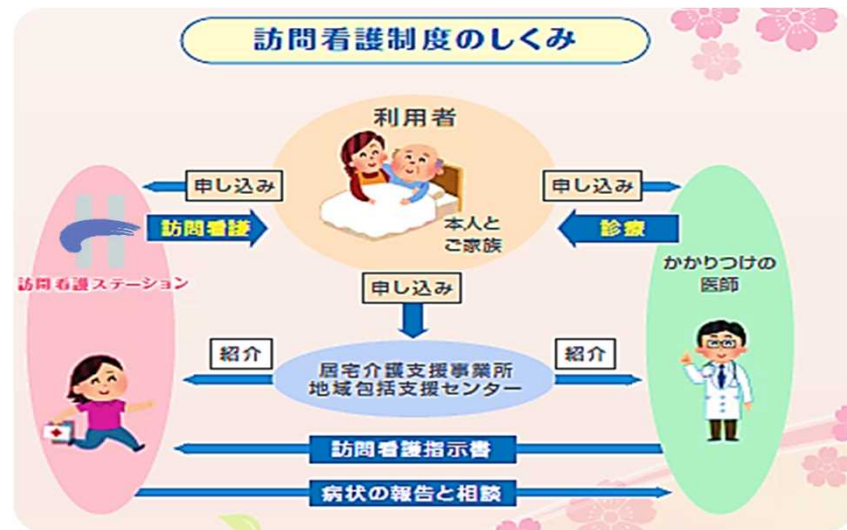 訪問看護制度のしくみ
利用者
申し込み
申し込み
訪問看護
本人と
ご家族
診療
訪問看護ステーション
かかりつけの
医師
申し込み
紹介
紹介
居宅介護支援事業所
地域包括支援センター
訪問看護指示書
病状の報告と相談